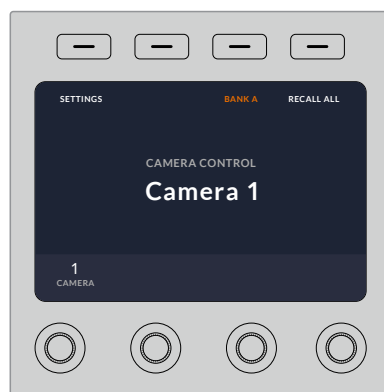 SETTINGS BANK A RECALL ALL
CAMERA CONTROL
Camera 1
1
CAMERA